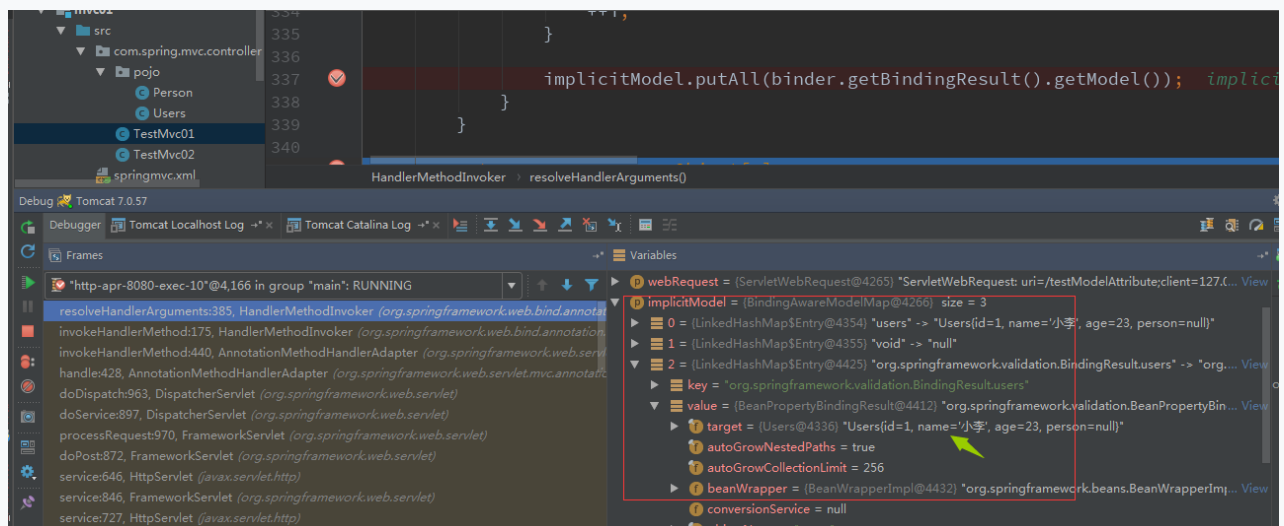 mvc01
src
com.spring.mvc.controller
pojo
Person
Users
TestMvc01
TestMvc02
springmvc.xml
334 ++i;
335 }
336
337 implicitModel.putAll(binder.getBindingResult().getModel()); implici
338 }
339 }
340
HandlerMethodInvoker › resolveHandlerArguments()
Debug Tomcat 7.0.57
Debugger Tomcat Localhost Log →* × Tomcat Catalina Log →* ×
Frames →*
"http-apr-8080-exec-10"@4,166 in group "main": RUNNING
resolveHandlerArguments:385, HandlerMethodInvoker (org.springframework.web.bind.annotat
invokeHandlerMethod:175, HandlerMethodInvoker (org.springframework.web.bind.annotation.
invokeHandlerMethod:440, AnnotationMethodHandlerAdapter (org.springframework.web.servl
handle:428, AnnotationMethodHandlerAdapter (org.springframework.web.servlet.mvc.annotatic
doDispatch:963, DispatcherServlet (org.springframework.web.servlet)
doService:897, DispatcherServlet (org.springframework.web.servlet)
processRequest:970, FrameworkServlet (org.springframework.web.servlet)
doPost:872, FrameworkServlet (org.springframework.web.servlet)
service:646, HttpServlet (javax.servlet.http)
service:846, FrameworkServlet (org.springframework.web.servlet)
service:727, HttpServlet (javax.servlet.http)
Variables →*
webRequest = {ServletWebRequest@4265} "ServletWebRequest: uri=/testModelAttribute;client=127.(... View
implicitModel = {BindingAwareModelMap@4266} size = 3
0 = {LinkedHashMap$Entry@4354} "users" -> "Users{id=1, name='小李', age=23, person=null}"
1 = {LinkedHashMap$Entry@4355} "void" -> "null"
2 = {LinkedHashMap$Entry@4425} "org.springframework.validation.BindingResult.users" -> "org.... View
key = "org.springframework.validation.BindingResult.users"
value = {BeanPropertyBindingResult@4412} "org.springframework.validation.BeanPropertyBin... View
target = {Users@4336} "Users{id=1, name='小李', age=23, person=null}"
autoGrowNestedPaths = true
autoGrowCollectionLimit = 256
beanWrapper = {BeanWrapperImpl@4432} "org.springframework.beans.BeanWrapperImp... View
conversionService = null